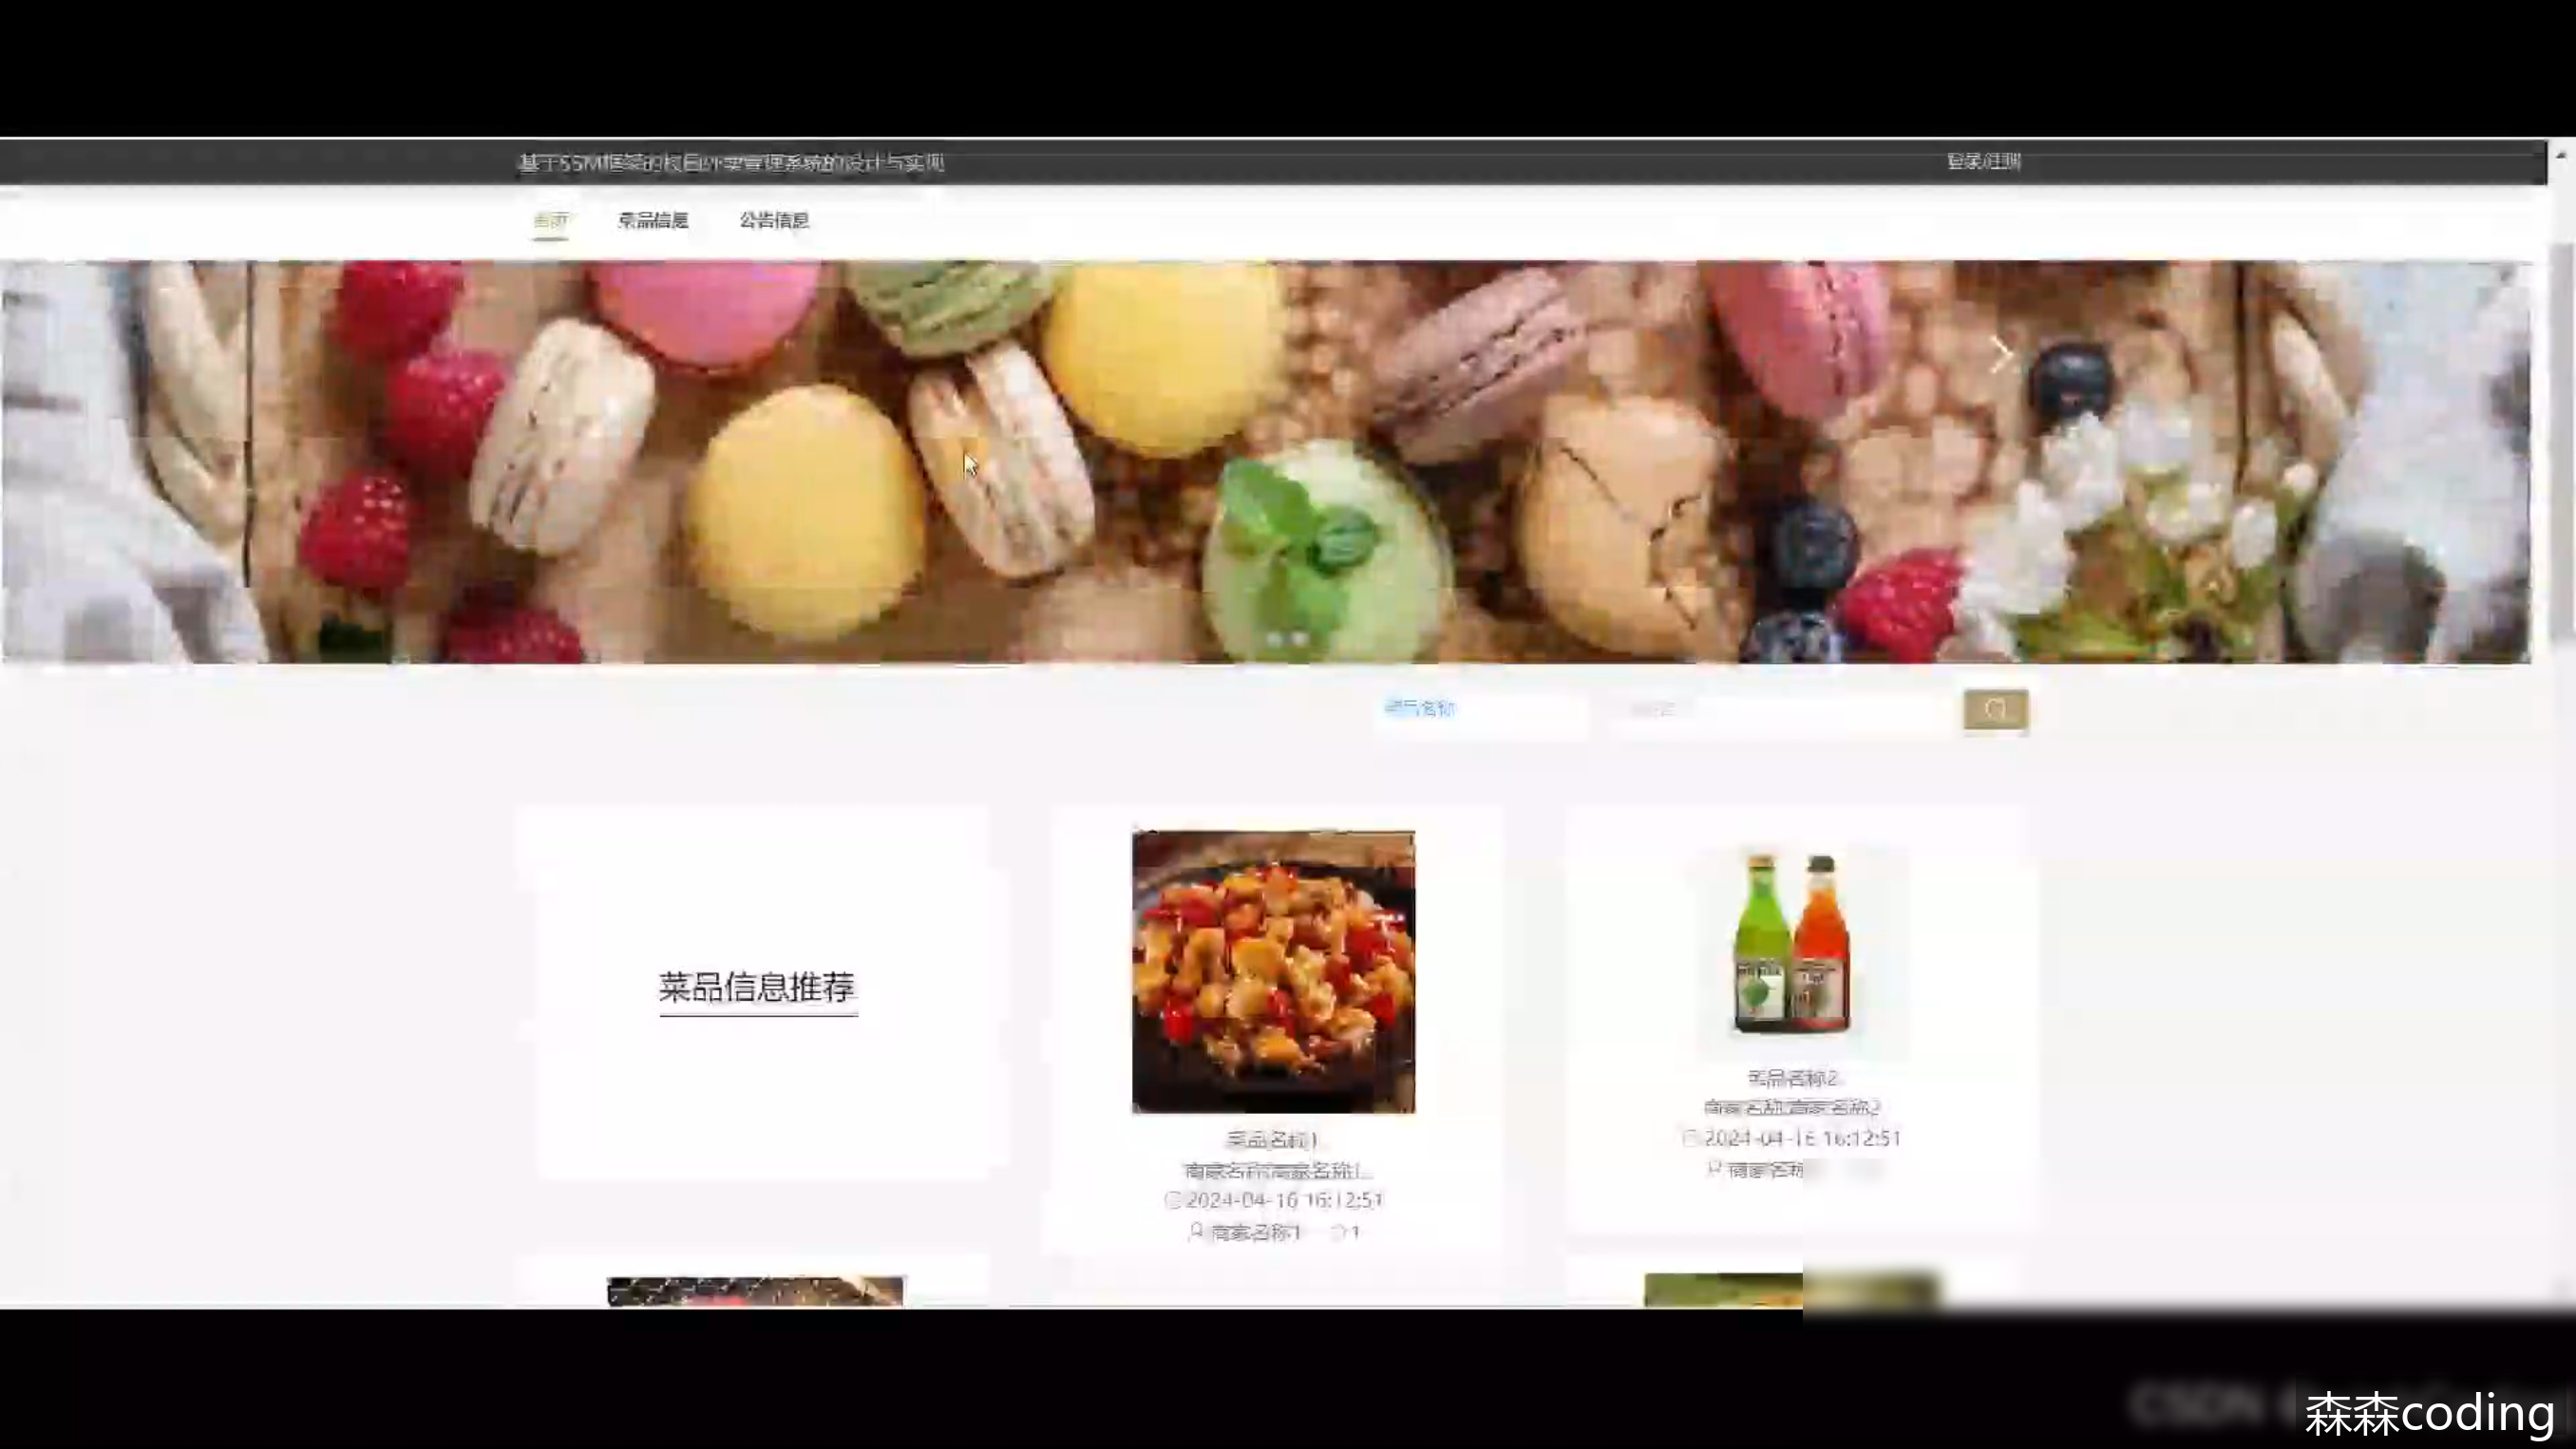 基于SSM框架的校园外卖管理系统的设计与实现
登录/注册
首页 菜品信息 公告信息
菜品名称
菜品信息推荐
菜品名称1
商家名称:商家名称1
2024-04-16 16:12:51
商家名称1 1
菜品名称2
商家名称:商家名称2
2024-04-16 16:12:51
商家名称
CSDN
森森coding